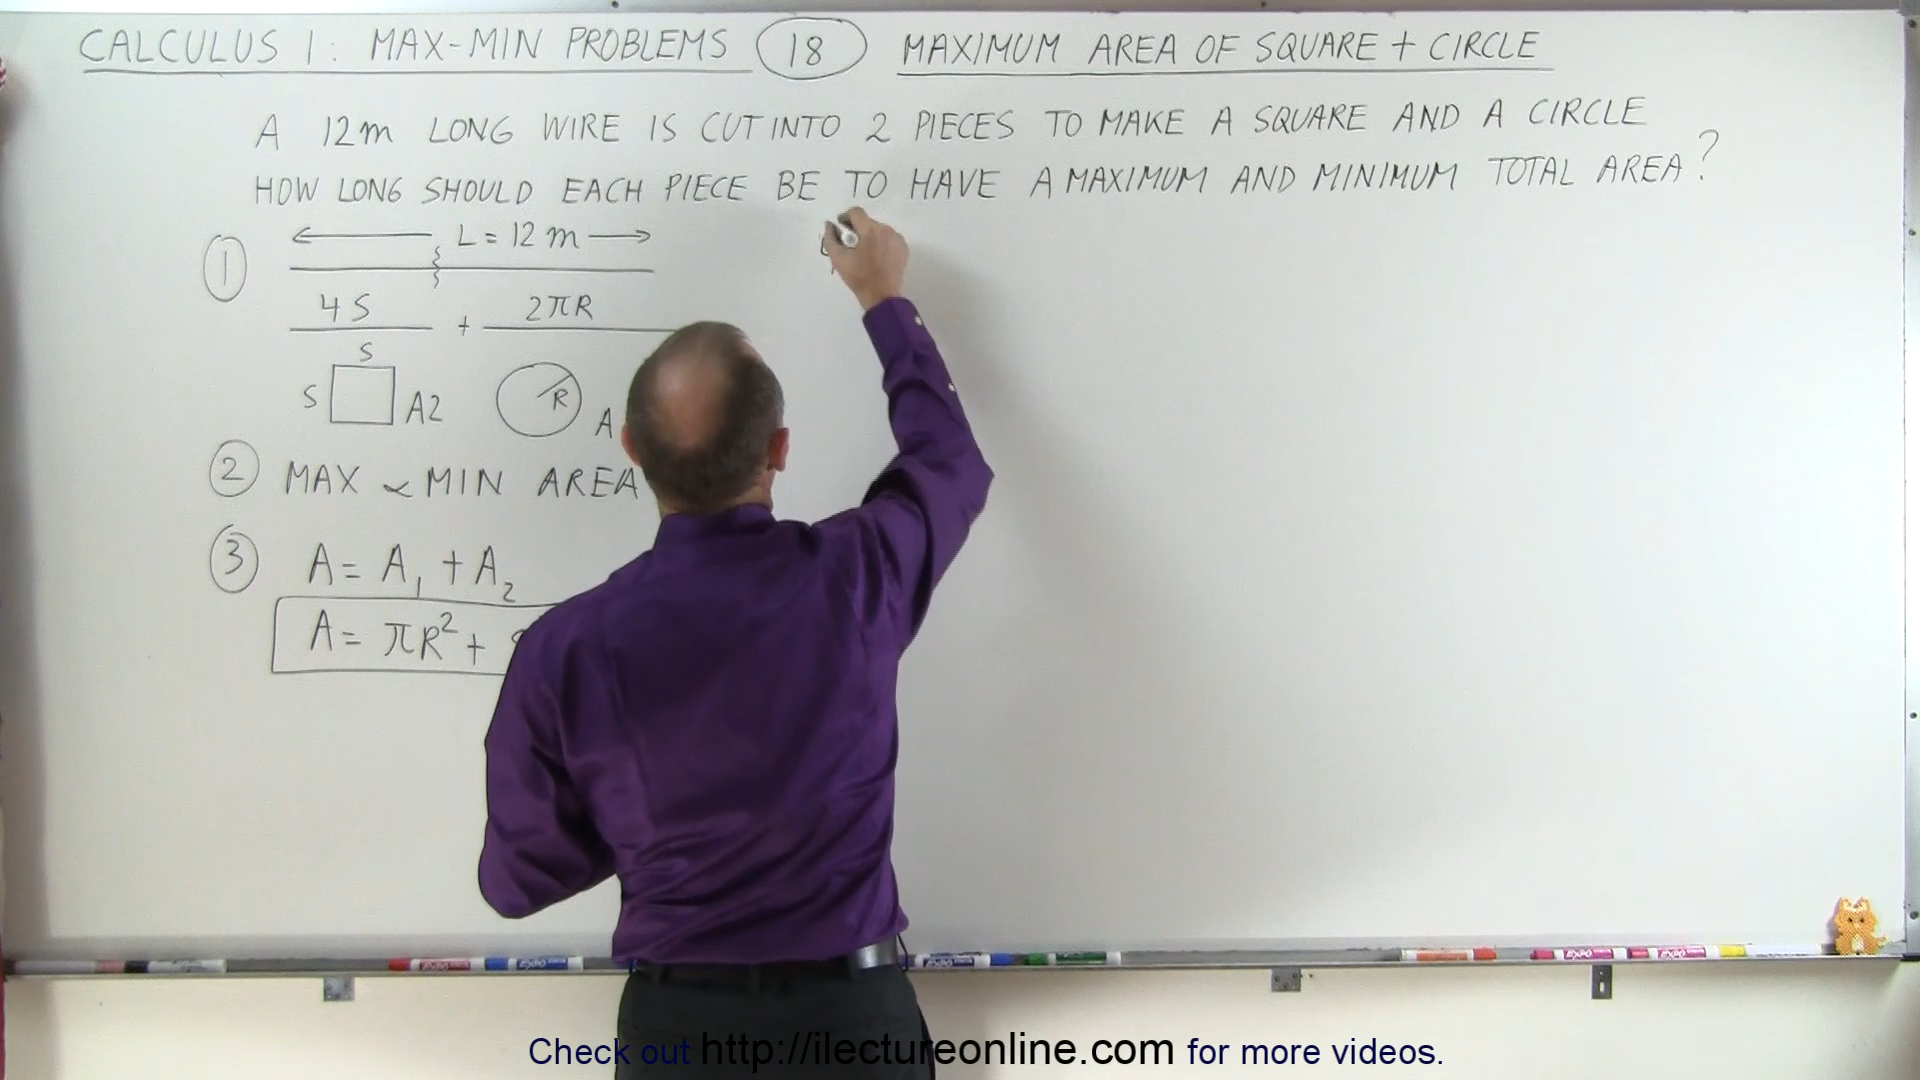 CALCULUS 1: MAX-MIN PROBLEMS 18 MAXIMUM AREA OF SQUARE + CIRCLE
A 12m LONG WIRE IS CUT INTO 2 PIECES TO MAKE A SQUARE AND A CIRCLE
HOW LONG SHOULD EACH PIECE BE TO HAVE A MAXIMUM AND MINIMUM TOTAL AREA?
1 L = 12 m
4S + 2πR
S
S A2 R A
2 MAX & MIN AREA
3 A = A₁ + A₂
A = πR² +
Check out http://ilectureonline.com for more videos.